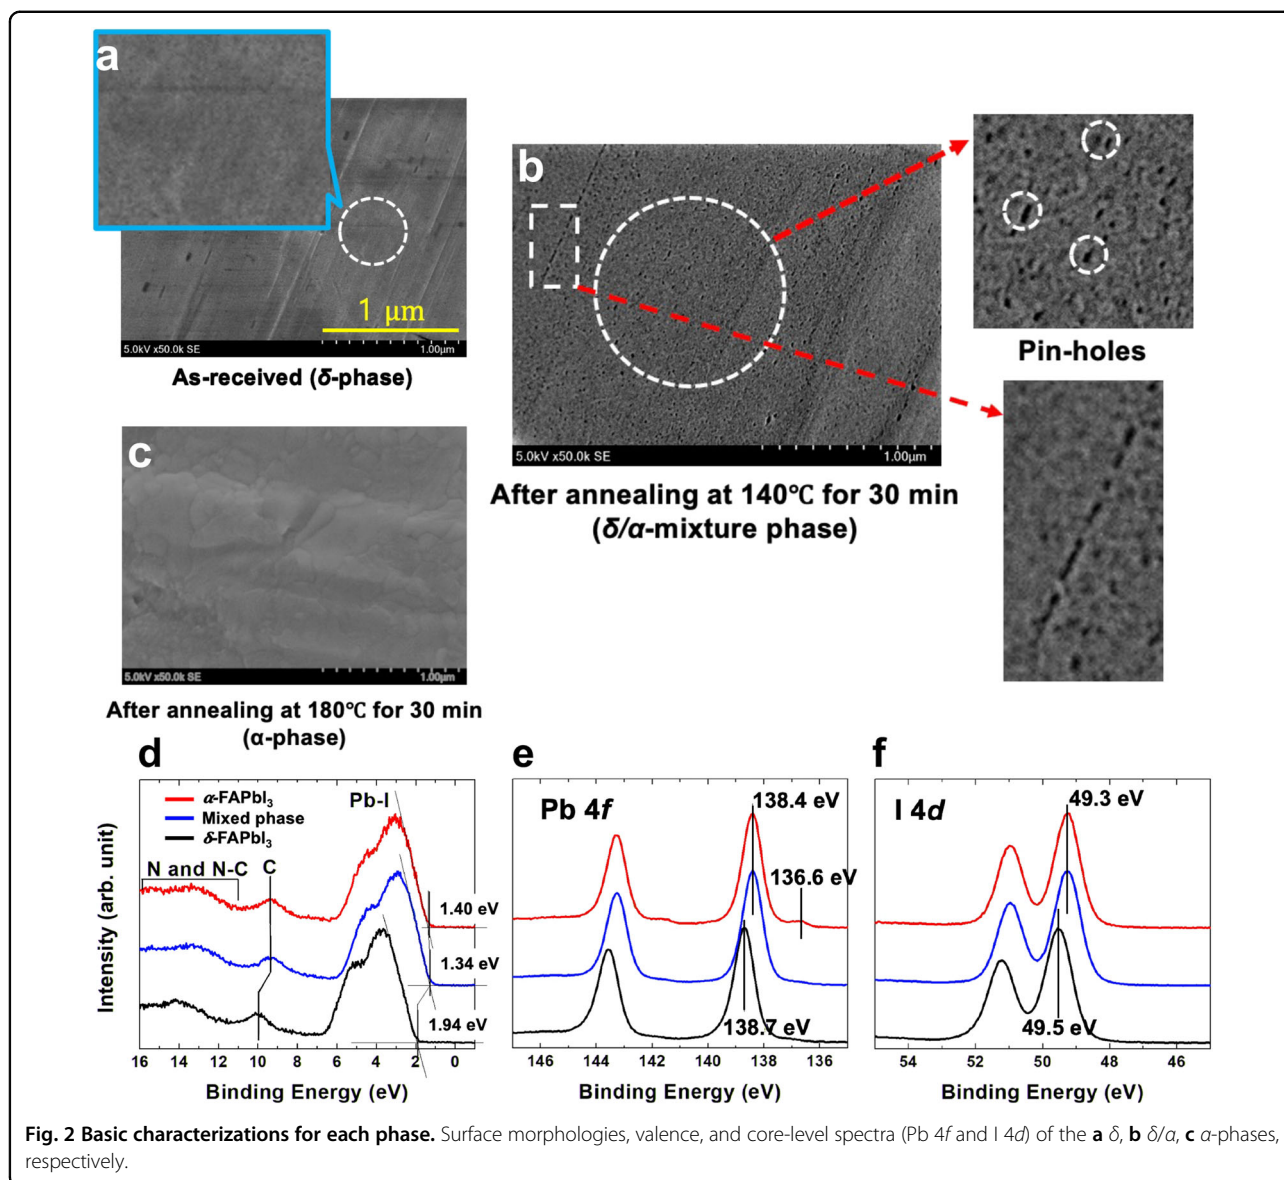 a
1 μm
5.0kV x50.0k SE
1.00μm
As-received (δ-phase)
b
5.0kV x50.0k SE
1.00μm
After annealing at 140℃ for 30 min
(δ/α-mixture phase)
Pin-holes
c
5.0kV x50.0k SE
1.00μm
After annealing at 180℃ for 30 min
(α-phase)
d
α-FAPbI₃
Mixed phase
δ-FAPbI₃
Pb-I
N and N-C
C
1.40 eV
1.34 eV
1.94 eV
Intensity (arb. unit)
16 14 12 10 8 6 4 2 0
Binding Energy (eV)
e
Pb 4f
138.4 eV
136.6 eV
138.7 eV
146 144 142 140 138 136
Binding Energy (eV)
f
I 4d
49.3 eV
49.5 eV
54 52 50 48 46
Binding Energy (eV)
Fig. 2 Basic characterizations for each phase. Surface morphologies, valence, and core-level spectra (Pb 4f and I 4d) of the a δ, b δ/α, c α-phases,
respectively.